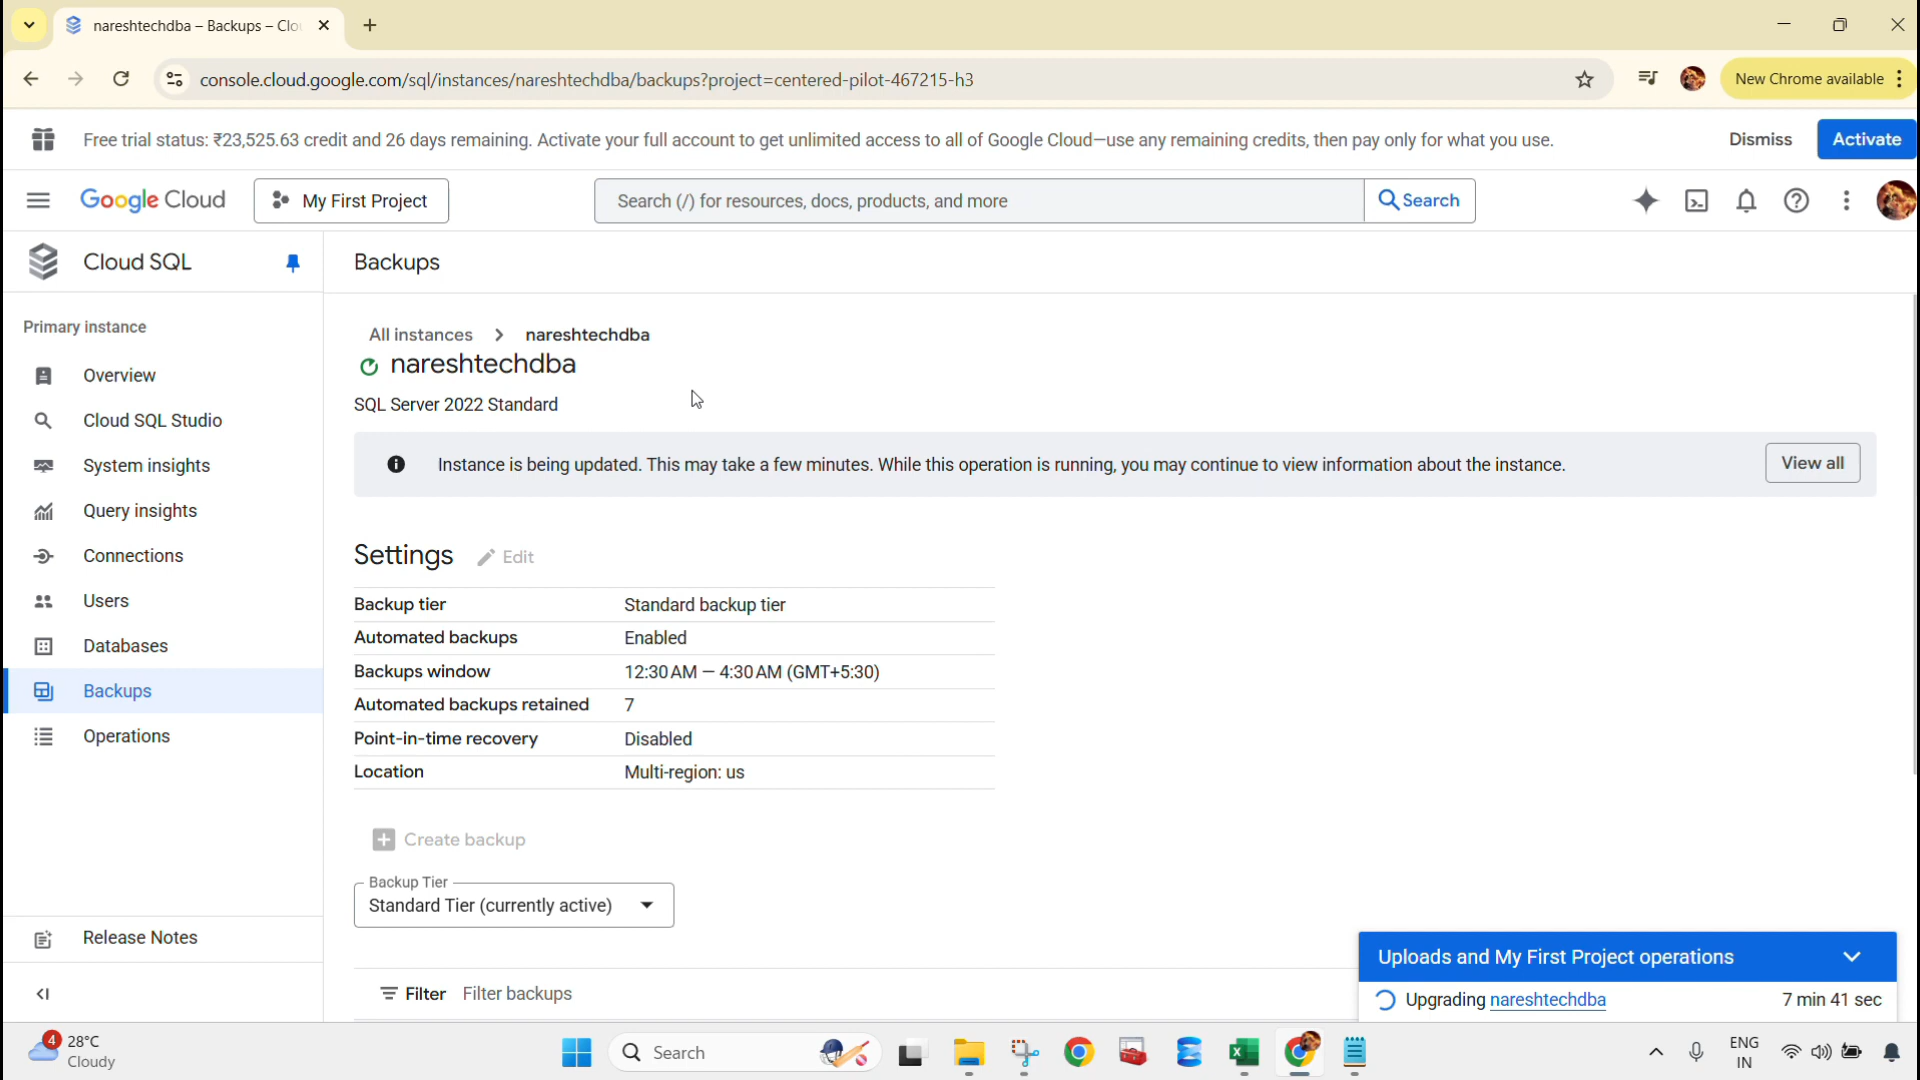 nareshtechdba – Backups – Clo
console.cloud.google.com/sql/instances/nareshtechdba/backups?project=centered-pilot-467215-h3
New Chrome available
Free trial status: ₹23,525.63 credit and 26 days remaining. Activate your full account to get unlimited access to all of Google Cloud—use any remaining credits, then pay only for what you use.
Dismiss
Activate
Google Cloud
My First Project
Search (/) for resources, docs, products, and more
Search
Cloud SQL
Backups
Primary instance
Overview
Cloud SQL Studio
System insights
Query insights
Connections
Users
Databases
Backups
Operations
Release Notes
All instances > nareshtechdba
nareshtechdba
SQL Server 2022 Standard
Instance is being updated. This may take a few minutes. While this operation is running, you may continue to view information about the instance.
View all
Settings
Edit
Backup tier Standard backup tier
Automated backups Enabled
Backups window 12:30 AM — 4:30 AM (GMT+5:30)
Automated backups retained 7
Point-in-time recovery Disabled
Location Multi-region: us
Create backup
Backup Tier
Standard Tier (currently active)
Filter Filter backups
Uploads and My First Project operations
Upgrading nareshtechdba 7 min 41 sec
4
28°C
Cloudy
Search
ENG
IN